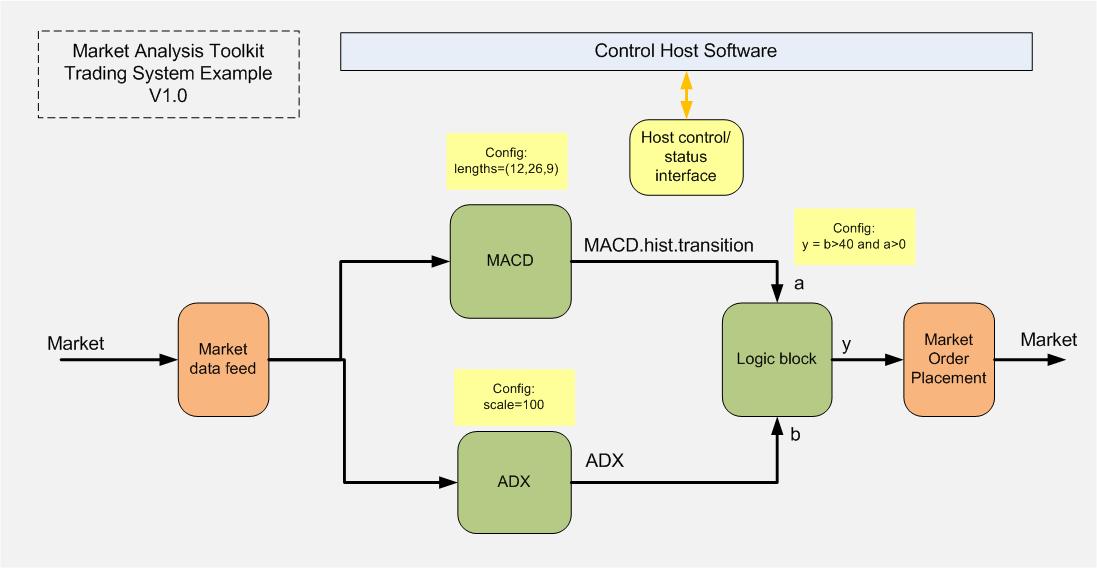 Market Analysis Toolkit
Trading System Example
V1.0
Control Host Software
Host control/
status
interface
Config:
lengths=(12,26,9)
MACD
MACD.hist.transition
Config:
y = b>40 and a>0
a
Market
Market
data feed
Logic block
y
Market
Order
Placement
Market
Config:
scale=100
b
ADX
ADX